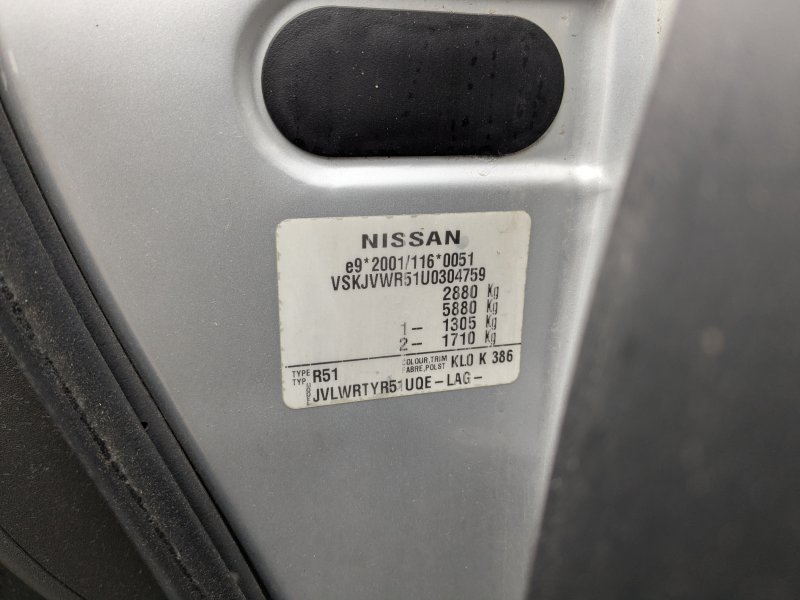 NISSAN
e9*2001/116*0051
VSKJVWR51U0304759
2880 Kg
5880 Kg
1- 1305 Kg
2- 1710 Kg
TYPE TYP R51 COLOUR,TRIM FABRE,POLST KL0 K 386
MODEL JVLWRTYR51UQE-LAG-